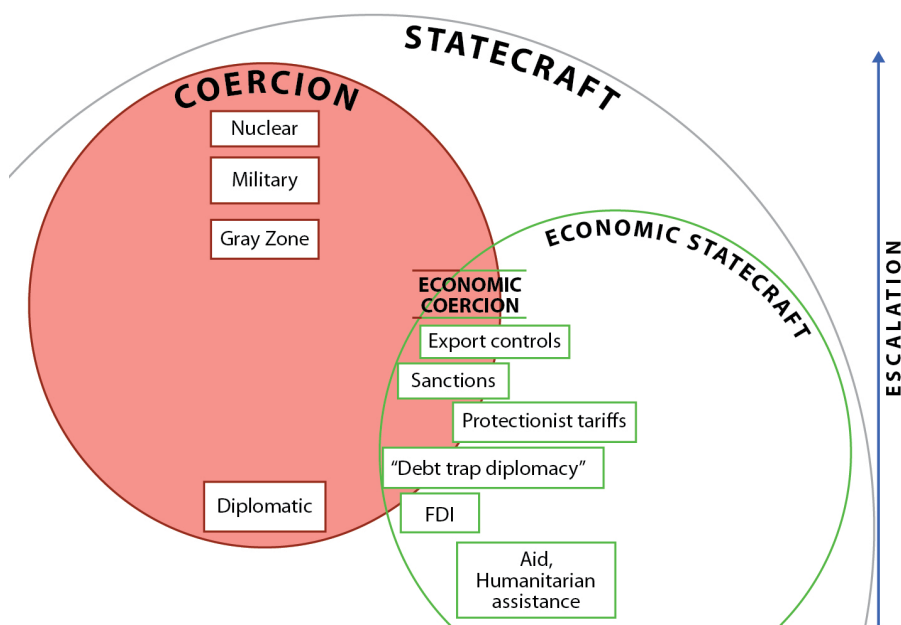 STATECRAFT
COERCION
Nuclear
Military
Gray Zone
ECONOMIC STATECRAFT
ESCALATION
ECONOMIC
COERCION
Export controls
Sanctions
Protectionist tariffs
“Debt trap diplomacy”
Diplomatic
FDI
Aid,
Humanitarian
assistance